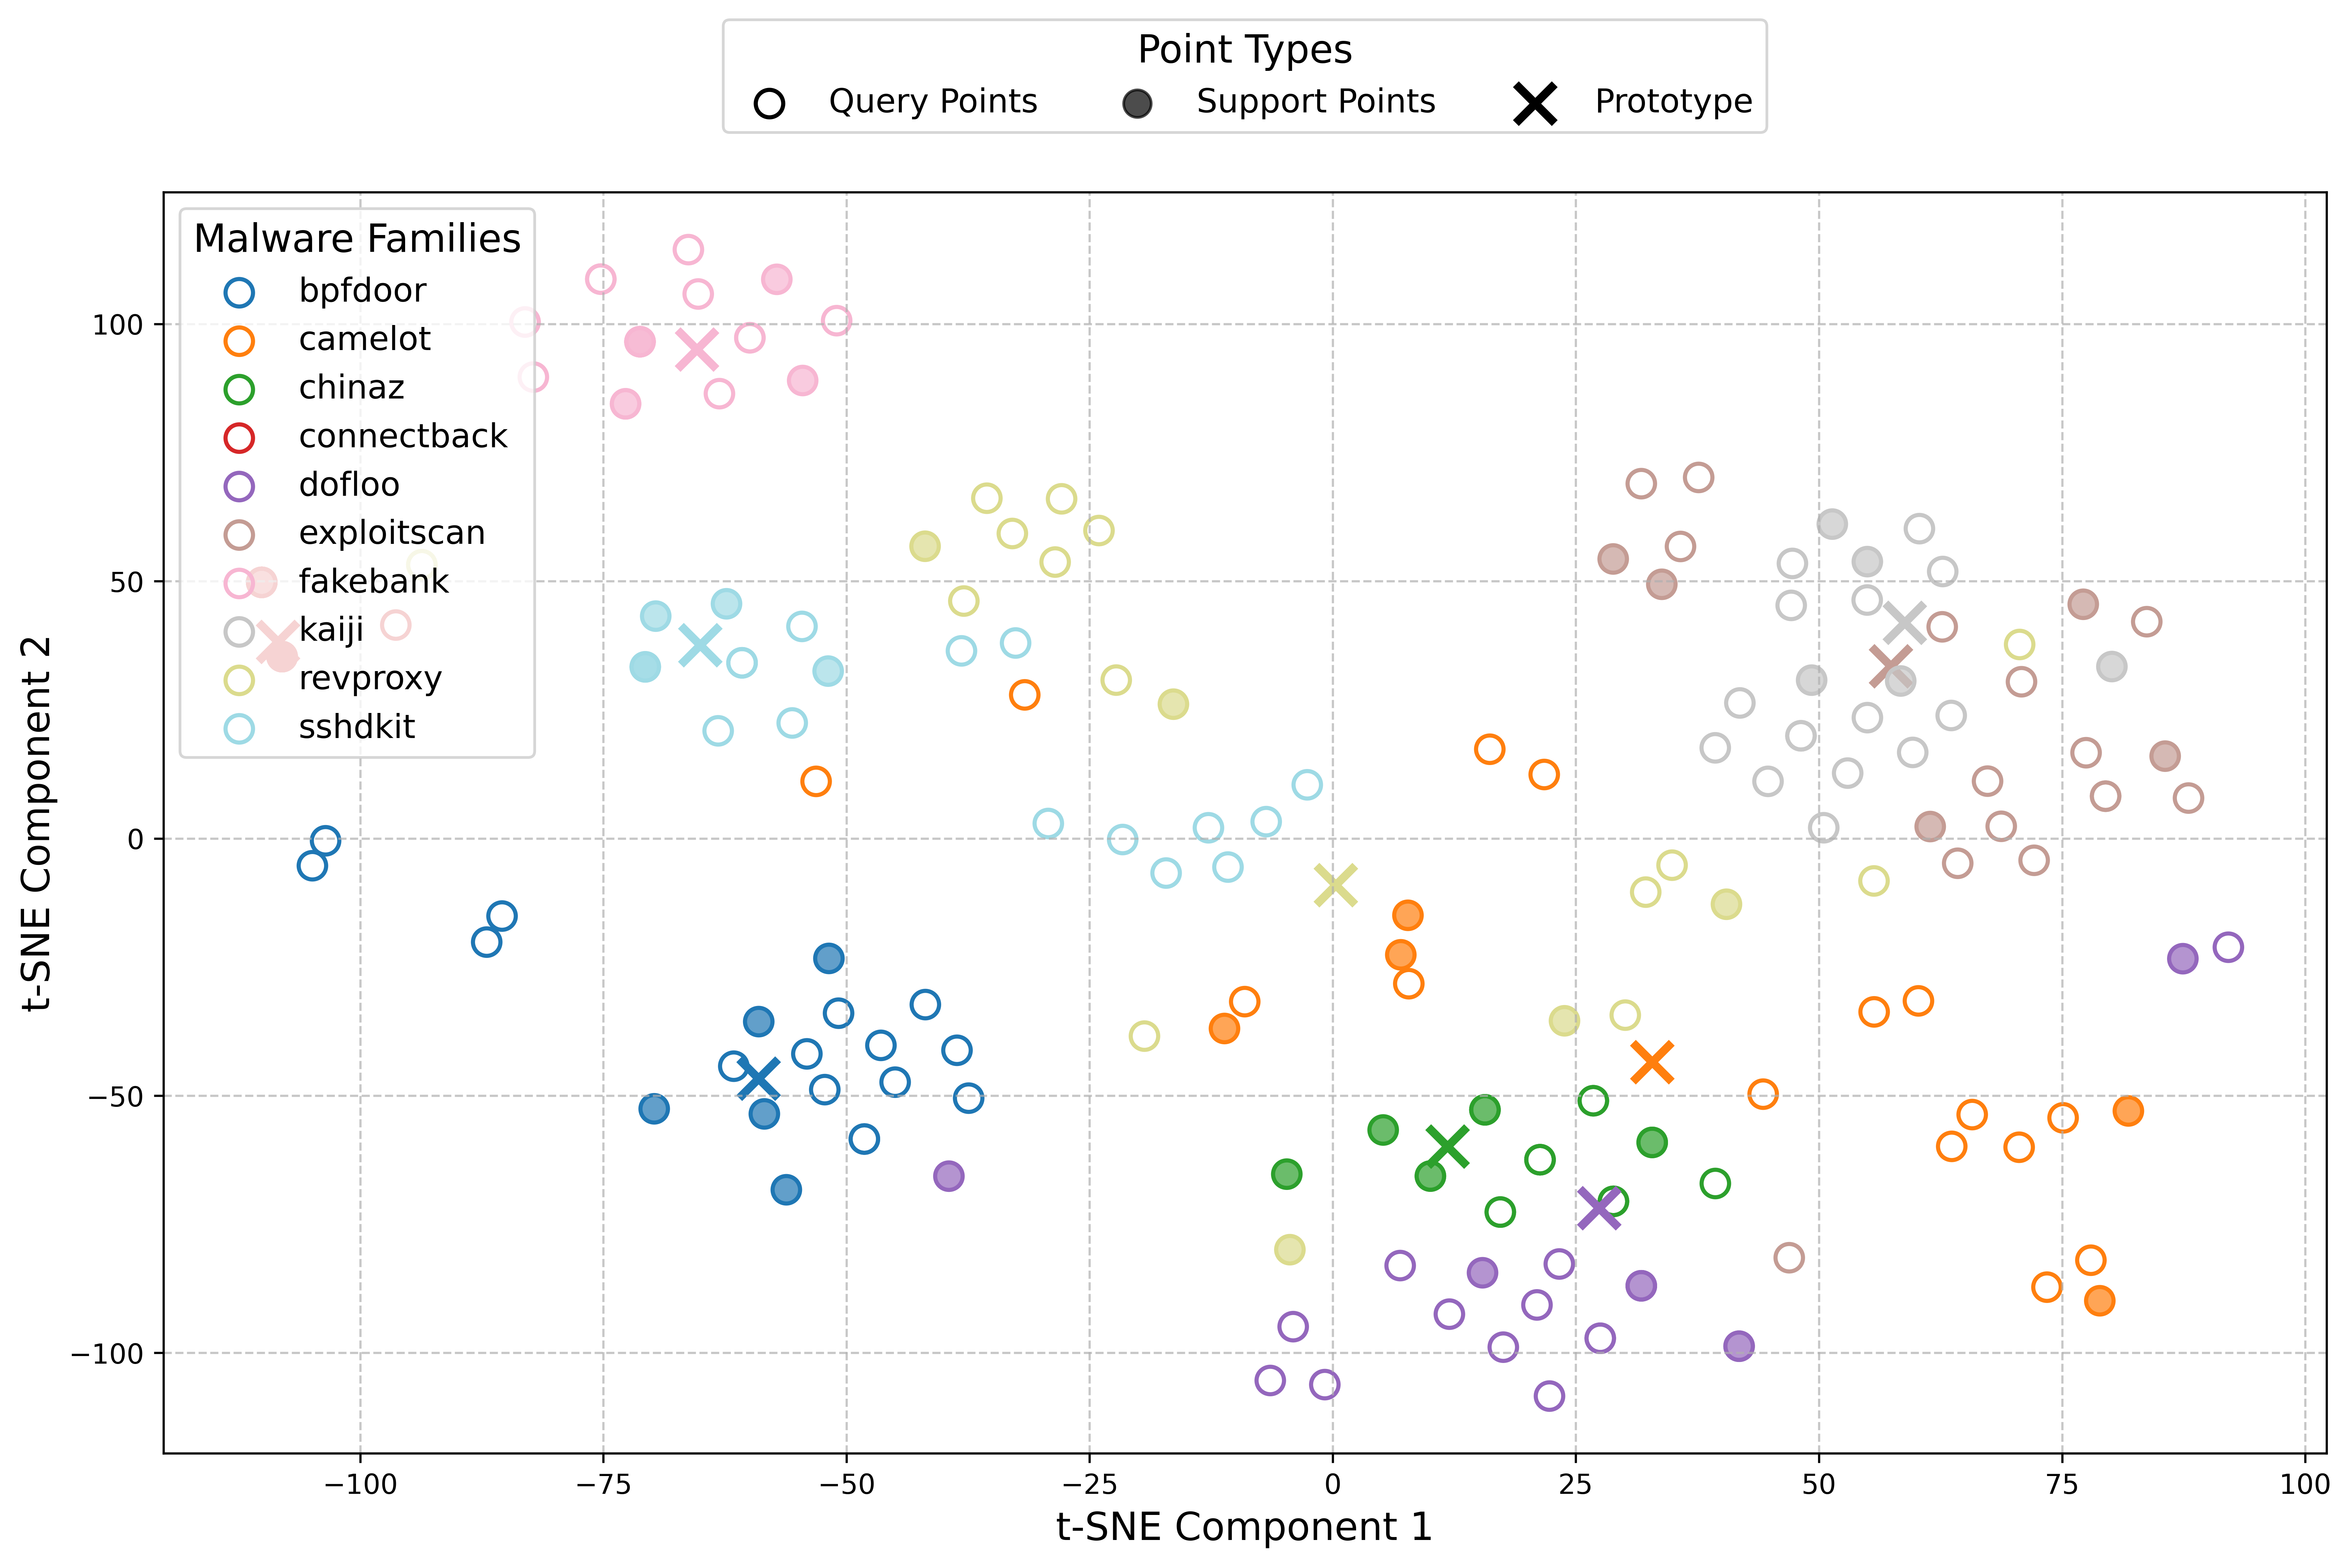 Point Types
Query Points Support Points Prototype
Malware Families
bpfdoor
camelot
chinaz
connectback
dofloo
exploitscan
fakebank
kaiji
revproxy
sshdkit
t-SNE Component 2
100
50
0
−50
−100
−100 −75 −50 −25 0 25 50 75 100
t-SNE Component 1